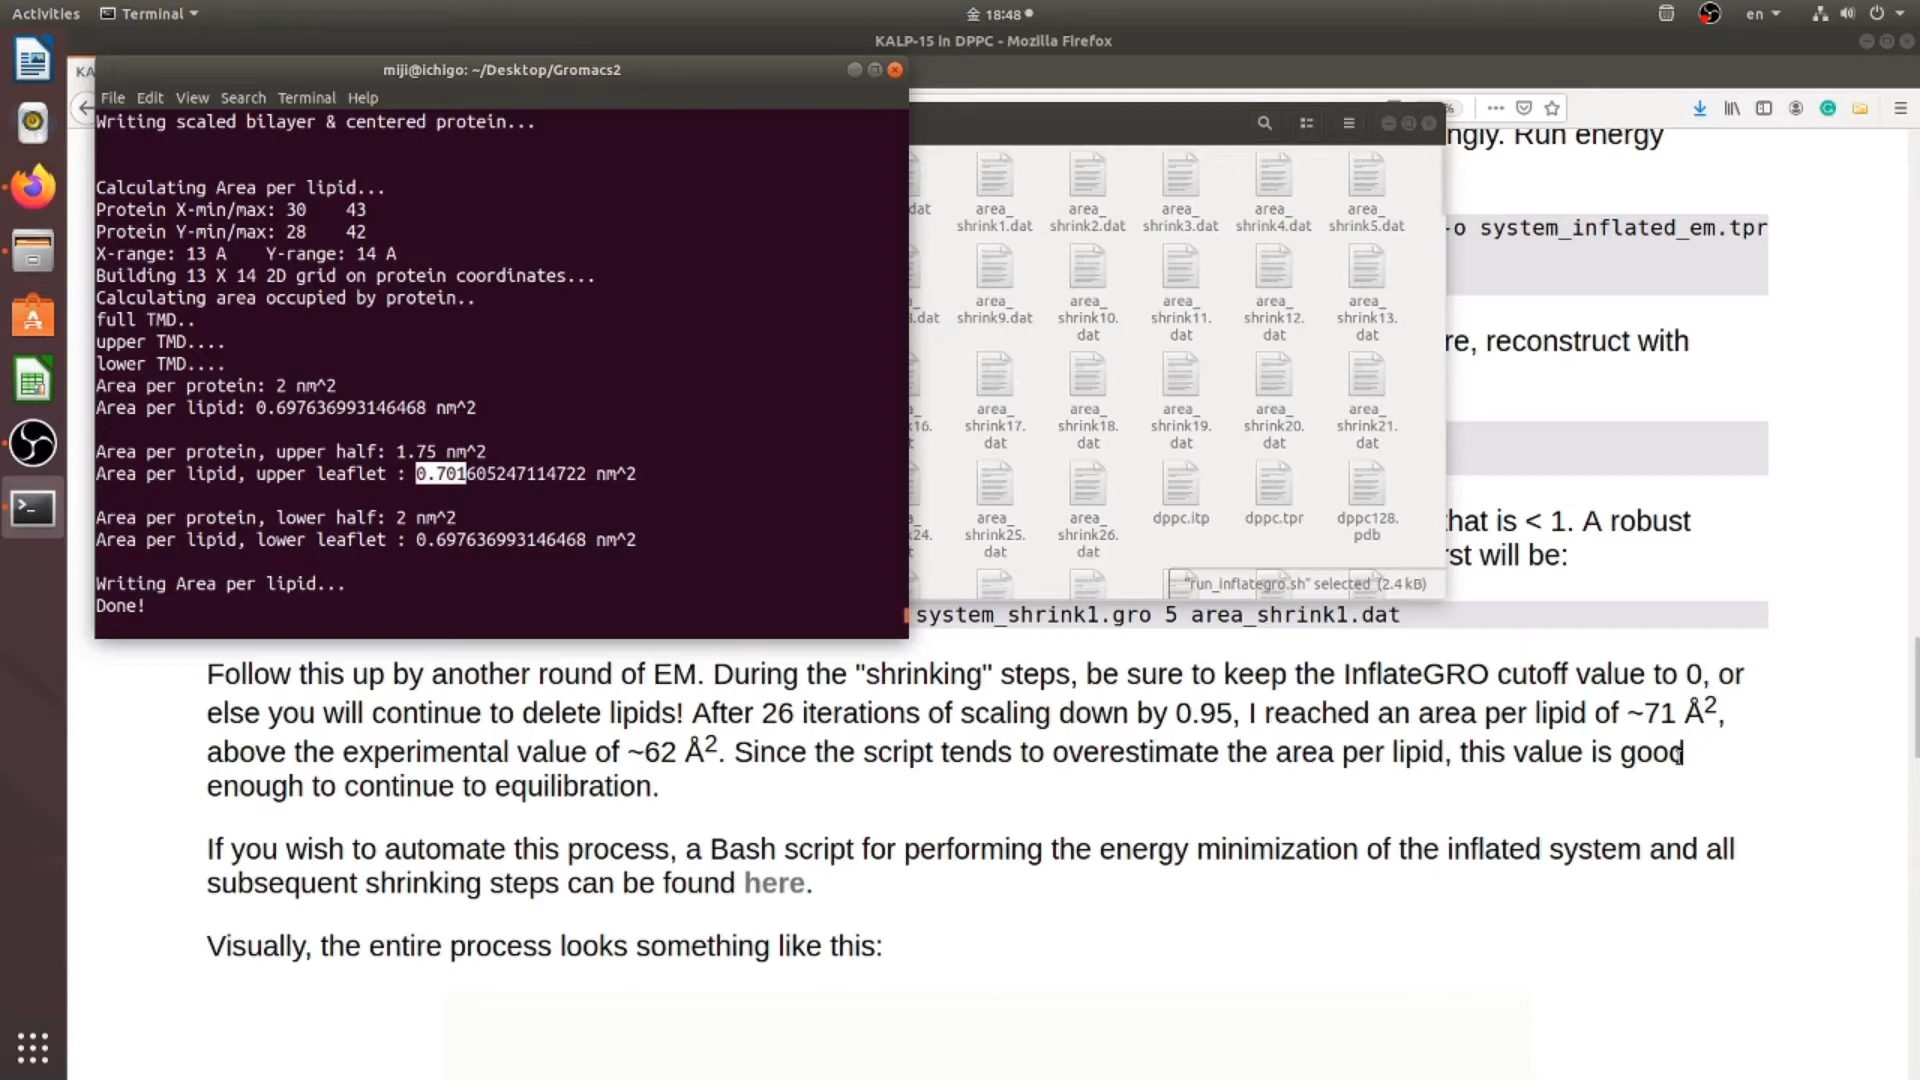 Activities
Terminal
金 18:48
en
KALP-15 in DPPC - Mozilla Firefox
KA
miji@ichigo: ~/Desktop/Gromacs2
File Edit View Search Terminal Help
Writing scaled bilayer & centered protein...
Calculating Area per lipid...
Protein X-min/max: 30 43
Protein Y-min/max: 28 42
X-range: 13 A Y-range: 14 A
Building 13 X 14 2D grid on protein coordinates...
Calculating area occupied by protein..
full TMD..
upper TMD....
lower TMD....
Area per protein: 2 nm^2
Area per lipid: 0.697636993146468 nm^2
Area per protein, upper half: 1.75 nm^2
Area per lipid, upper leaflet : 0.701605247114722 nm^2
Area per protein, lower half: 2 nm^2
Area per lipid, lower leaflet : 0.697636993146468 nm^2
Writing Area per lipid...
Done!
dat
area_shrink1.dat
area_shrink2.dat
area_shrink3.dat
area_shrink4.dat
area_shrink5.dat
8.dat
area_shrink9.dat
area_shrink10.dat
area_shrink11.dat
area_shrink12.dat
area_shrink13.dat
16.
area_shrink17.dat
area_shrink18.dat
area_shrink19.dat
area_shrink20.dat
area_shrink21.dat
24.
area_shrink25.dat
area_shrink26.dat
dppc.itp
dppc.tpr
dppc128.pdb
"run_inflategro.sh" selected (2.4 kB)
ngly. Run energy
-o system_inflated_em.tpr
re, reconstruct with
that is < 1. A robust
rst will be:
system_shrink1.gro 5 area_shrink1.dat
Follow this up by another round of EM. During the "shrinking" steps, be sure to keep the InflateGRO cutoff value to 0, or
else you will continue to delete lipids! After 26 iterations of scaling down by 0.95, I reached an area per lipid of ~71 Å2,
above the experimental value of ~62 Å2. Since the script tends to overestimate the area per lipid, this value is good
enough to continue to equilibration.
If you wish to automate this process, a Bash script for performing the energy minimization of the inflated system and all
subsequent shrinking steps can be found here.
Visually, the entire process looks something like this: